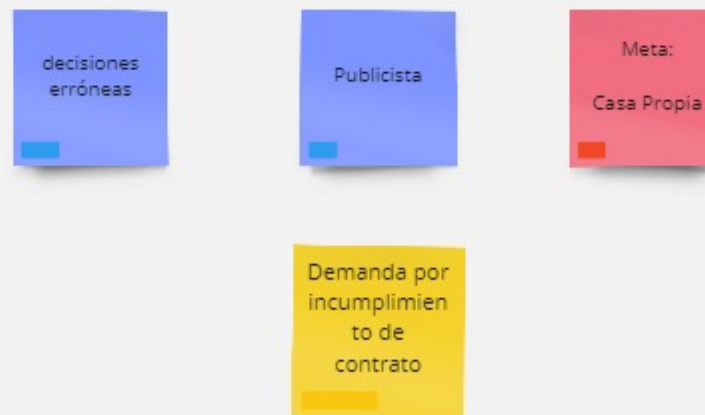 decisiones
erróneas
Publicista
Meta:
Casa Propia
Demanda por
incumplimien
to de
contrato